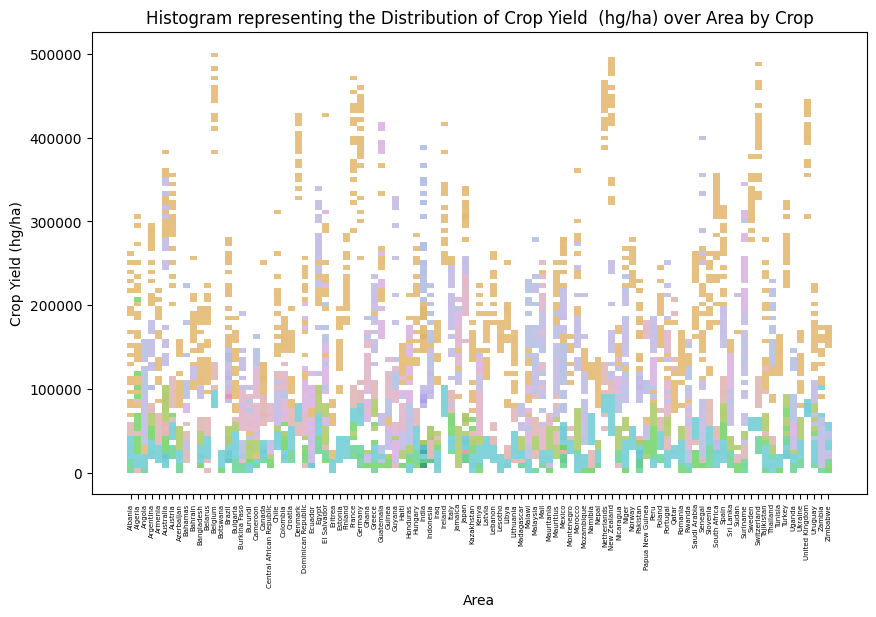 Histogram representing the Distribution of Crop Yield  (hg/ha) over Area by Crop
500000
400000
300000
200000
100000
0
Crop Yield (hg/ha)
Albania
Algeria
Angola
Argentina
Armenia
Australia
Austria
Azerbaijan
Bahamas
Bahrain
Bangladesh
Belarus
Belgium
Botswana
Brazil
Bulgaria
Burkina Faso
Burundi
Cameroon
Canada
Central African Republic
Chile
Colombia
Croatia
Denmark
Dominican Republic
Ecuador
Egypt
El Salvador
Eritrea
Estonia
Finland
France
Germany
Ghana
Greece
Guatemala
Guinea
Guyana
Haiti
Honduras
Hungary
India
Indonesia
Iraq
Ireland
Italy
Jamaica
Japan
Kazakhstan
Kenya
Latvia
Lebanon
Lesotho
Libya
Lithuania
Madagascar
Malawi
Malaysia
Mali
Mauritania
Mauritius
Mexico
Montenegro
Morocco
Mozambique
Namibia
Nepal
Netherlands
New Zealand
Nicaragua
Niger
Norway
Pakistan
Papua New Guinea
Peru
Poland
Portugal
Qatar
Romania
Rwanda
Saudi Arabia
Senegal
Slovenia
South Africa
Spain
Sri Lanka
Sudan
Suriname
Sweden
Switzerland
Tajikistan
Thailand
Tunisia
Turkey
Uganda
Ukraine
United Kingdom
Uruguay
Zambia
Zimbabwe
Area